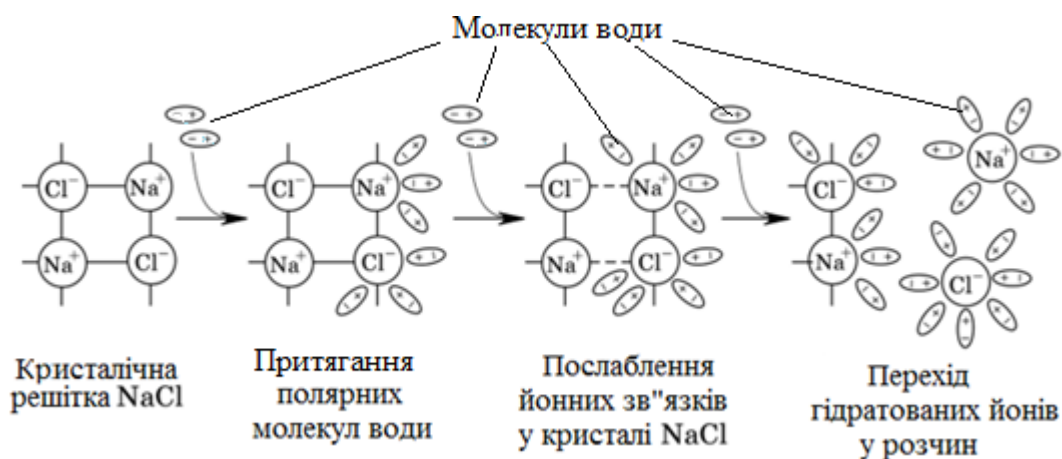 Молекули води
Cl⁻ Na⁺
Na⁺ Cl⁻
Cl⁻ Na⁺
Na⁺ Cl⁻
Cl⁻ Na⁺
Na⁺ Cl⁻
Cl⁻ Na⁺
Na⁺ Cl⁻
Кристалічна
решітка NaCl
Притягання
полярних
молекул води
Послаблення
йонних зв"язків
у кристалі NaCl
Перехід
гідратованих йонів
у розчин